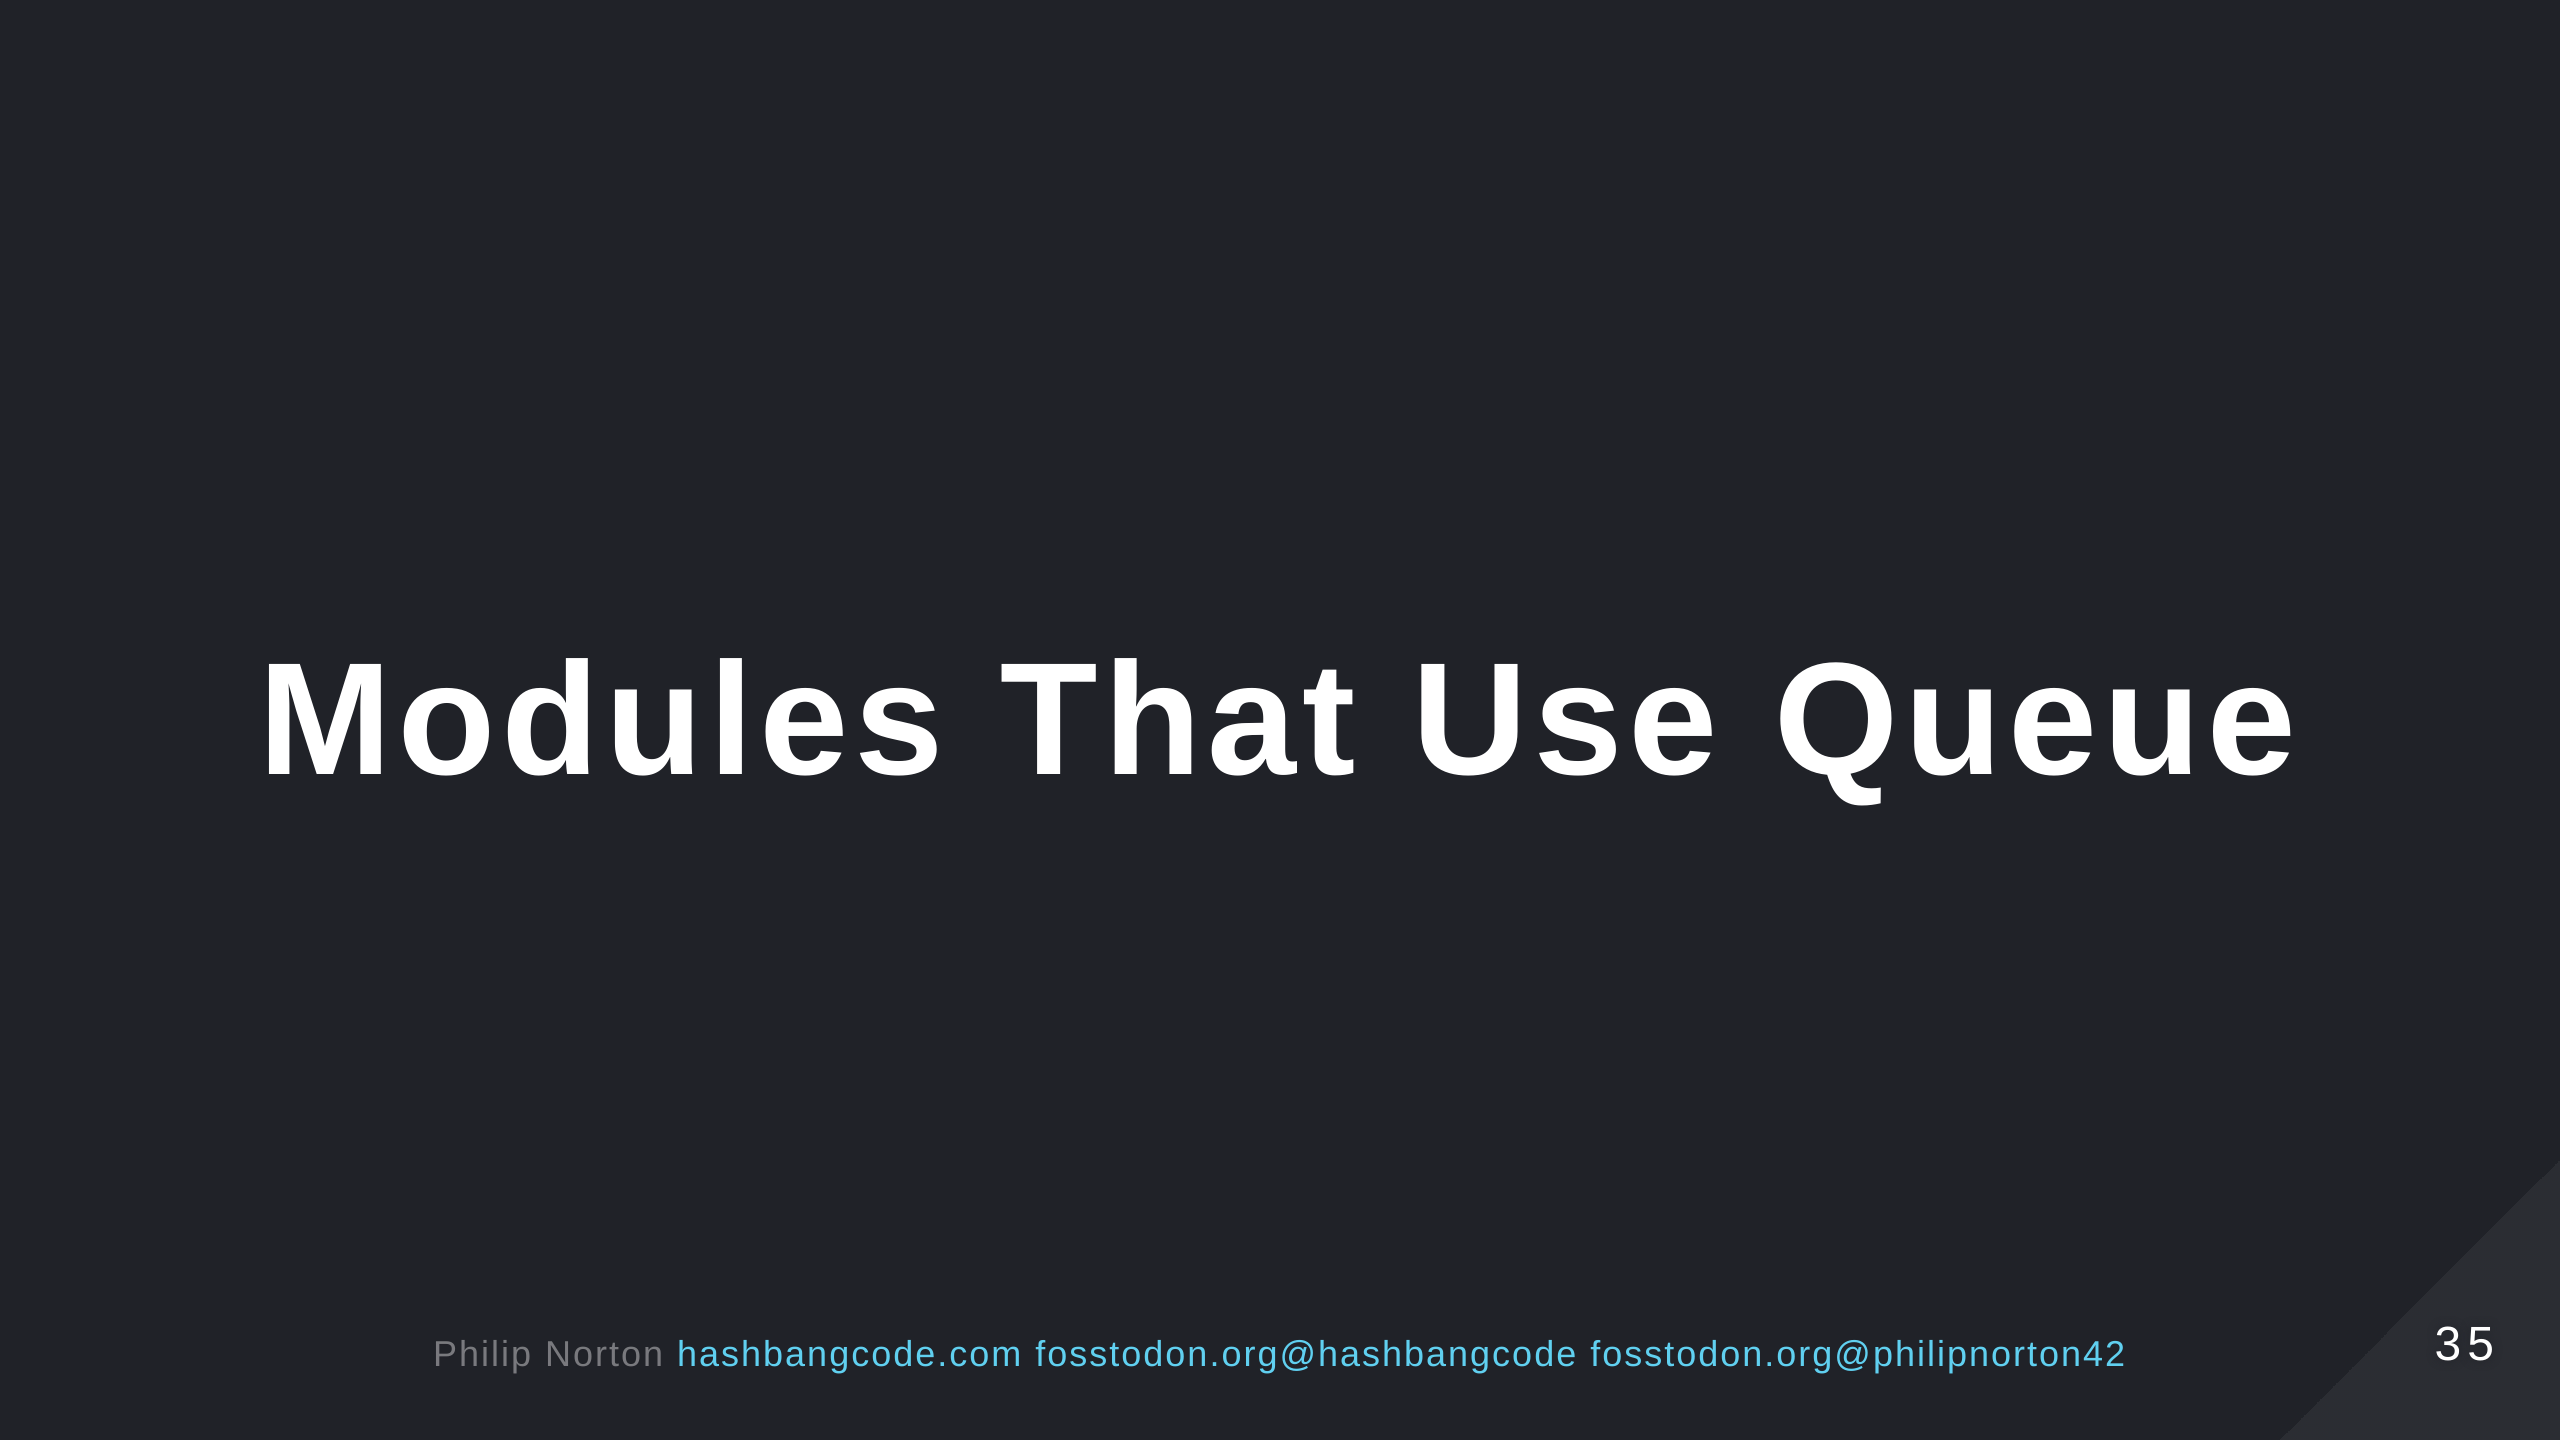 Modules That Use Queue
Philip Norton hashbangcode.com fosstodon.org@hashbangcode fosstodon.org@philipnorton42
35